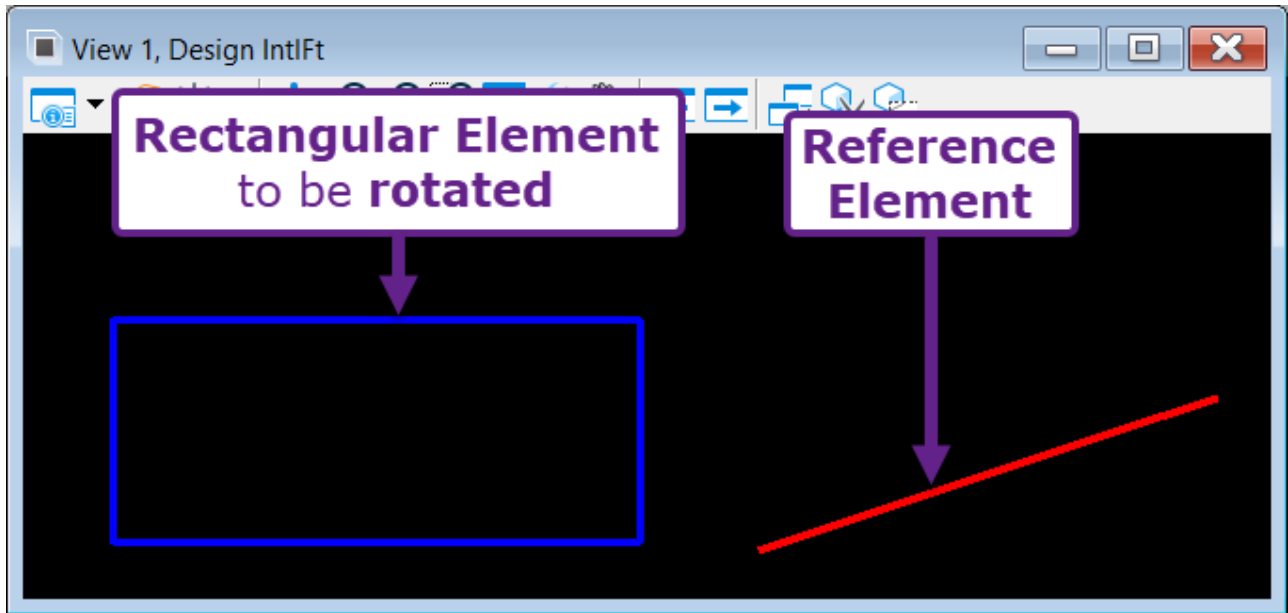 View 1, Design IntlFt
Rectangular Element
to be rotated
Reference
Element